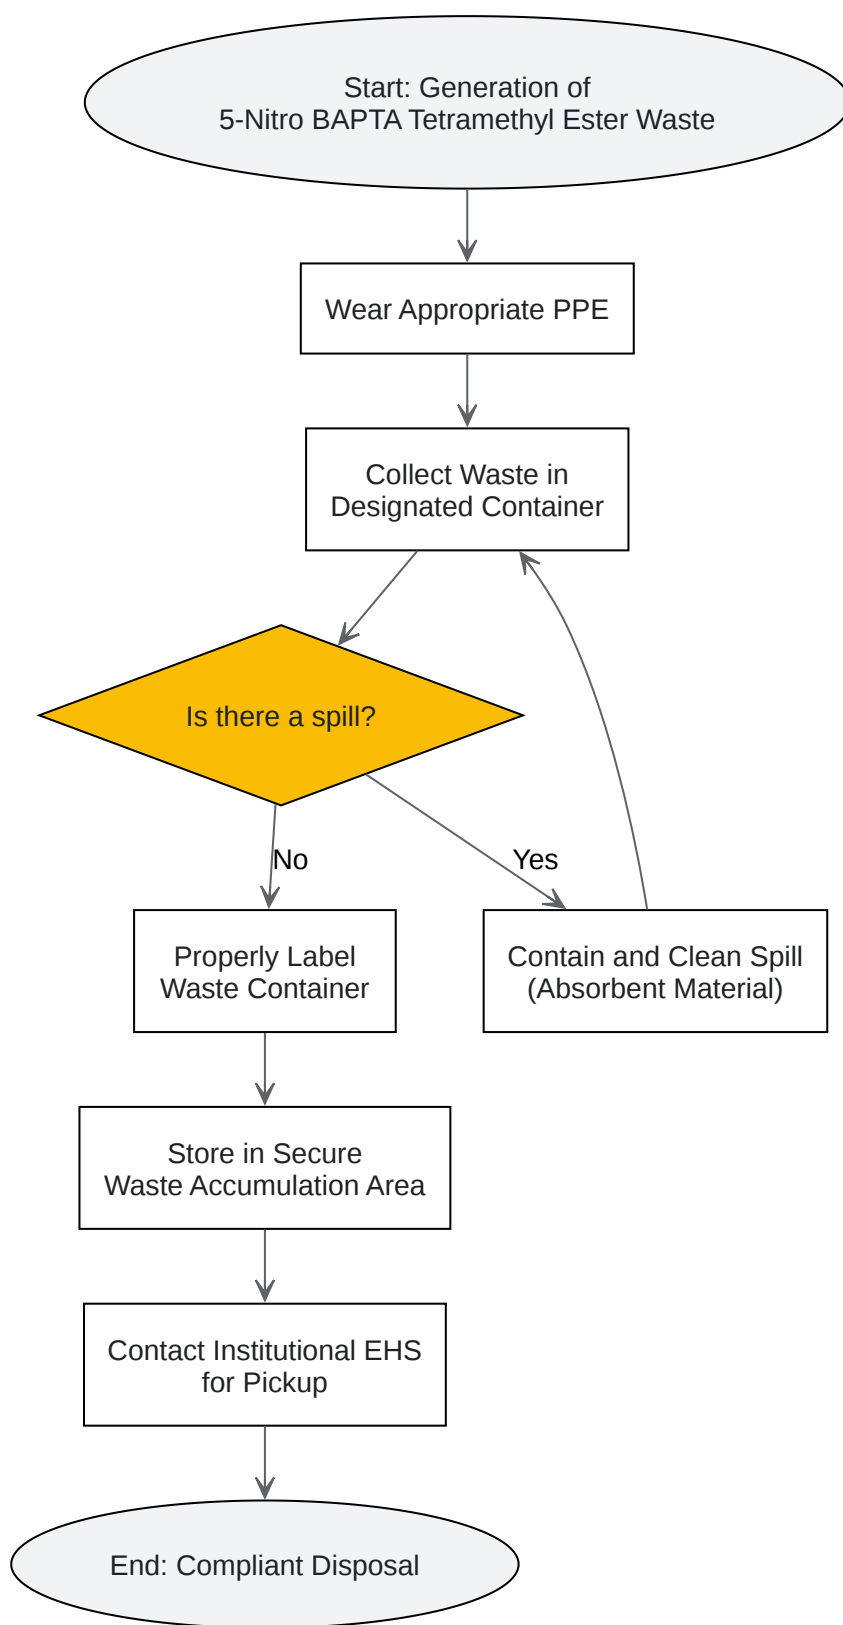 Start: Generation of
5-Nitro BAPTA Tetramethyl Ester Waste
Wear Appropriate PPE
Collect Waste in
Designated Container
Is there a spill?
No
Yes
Properly Label
Waste Container
Contain and Clean Spill
(Absorbent Material)
Store in Secure
Waste Accumulation Area
Contact Institutional EHS
for Pickup
End: Compliant Disposal